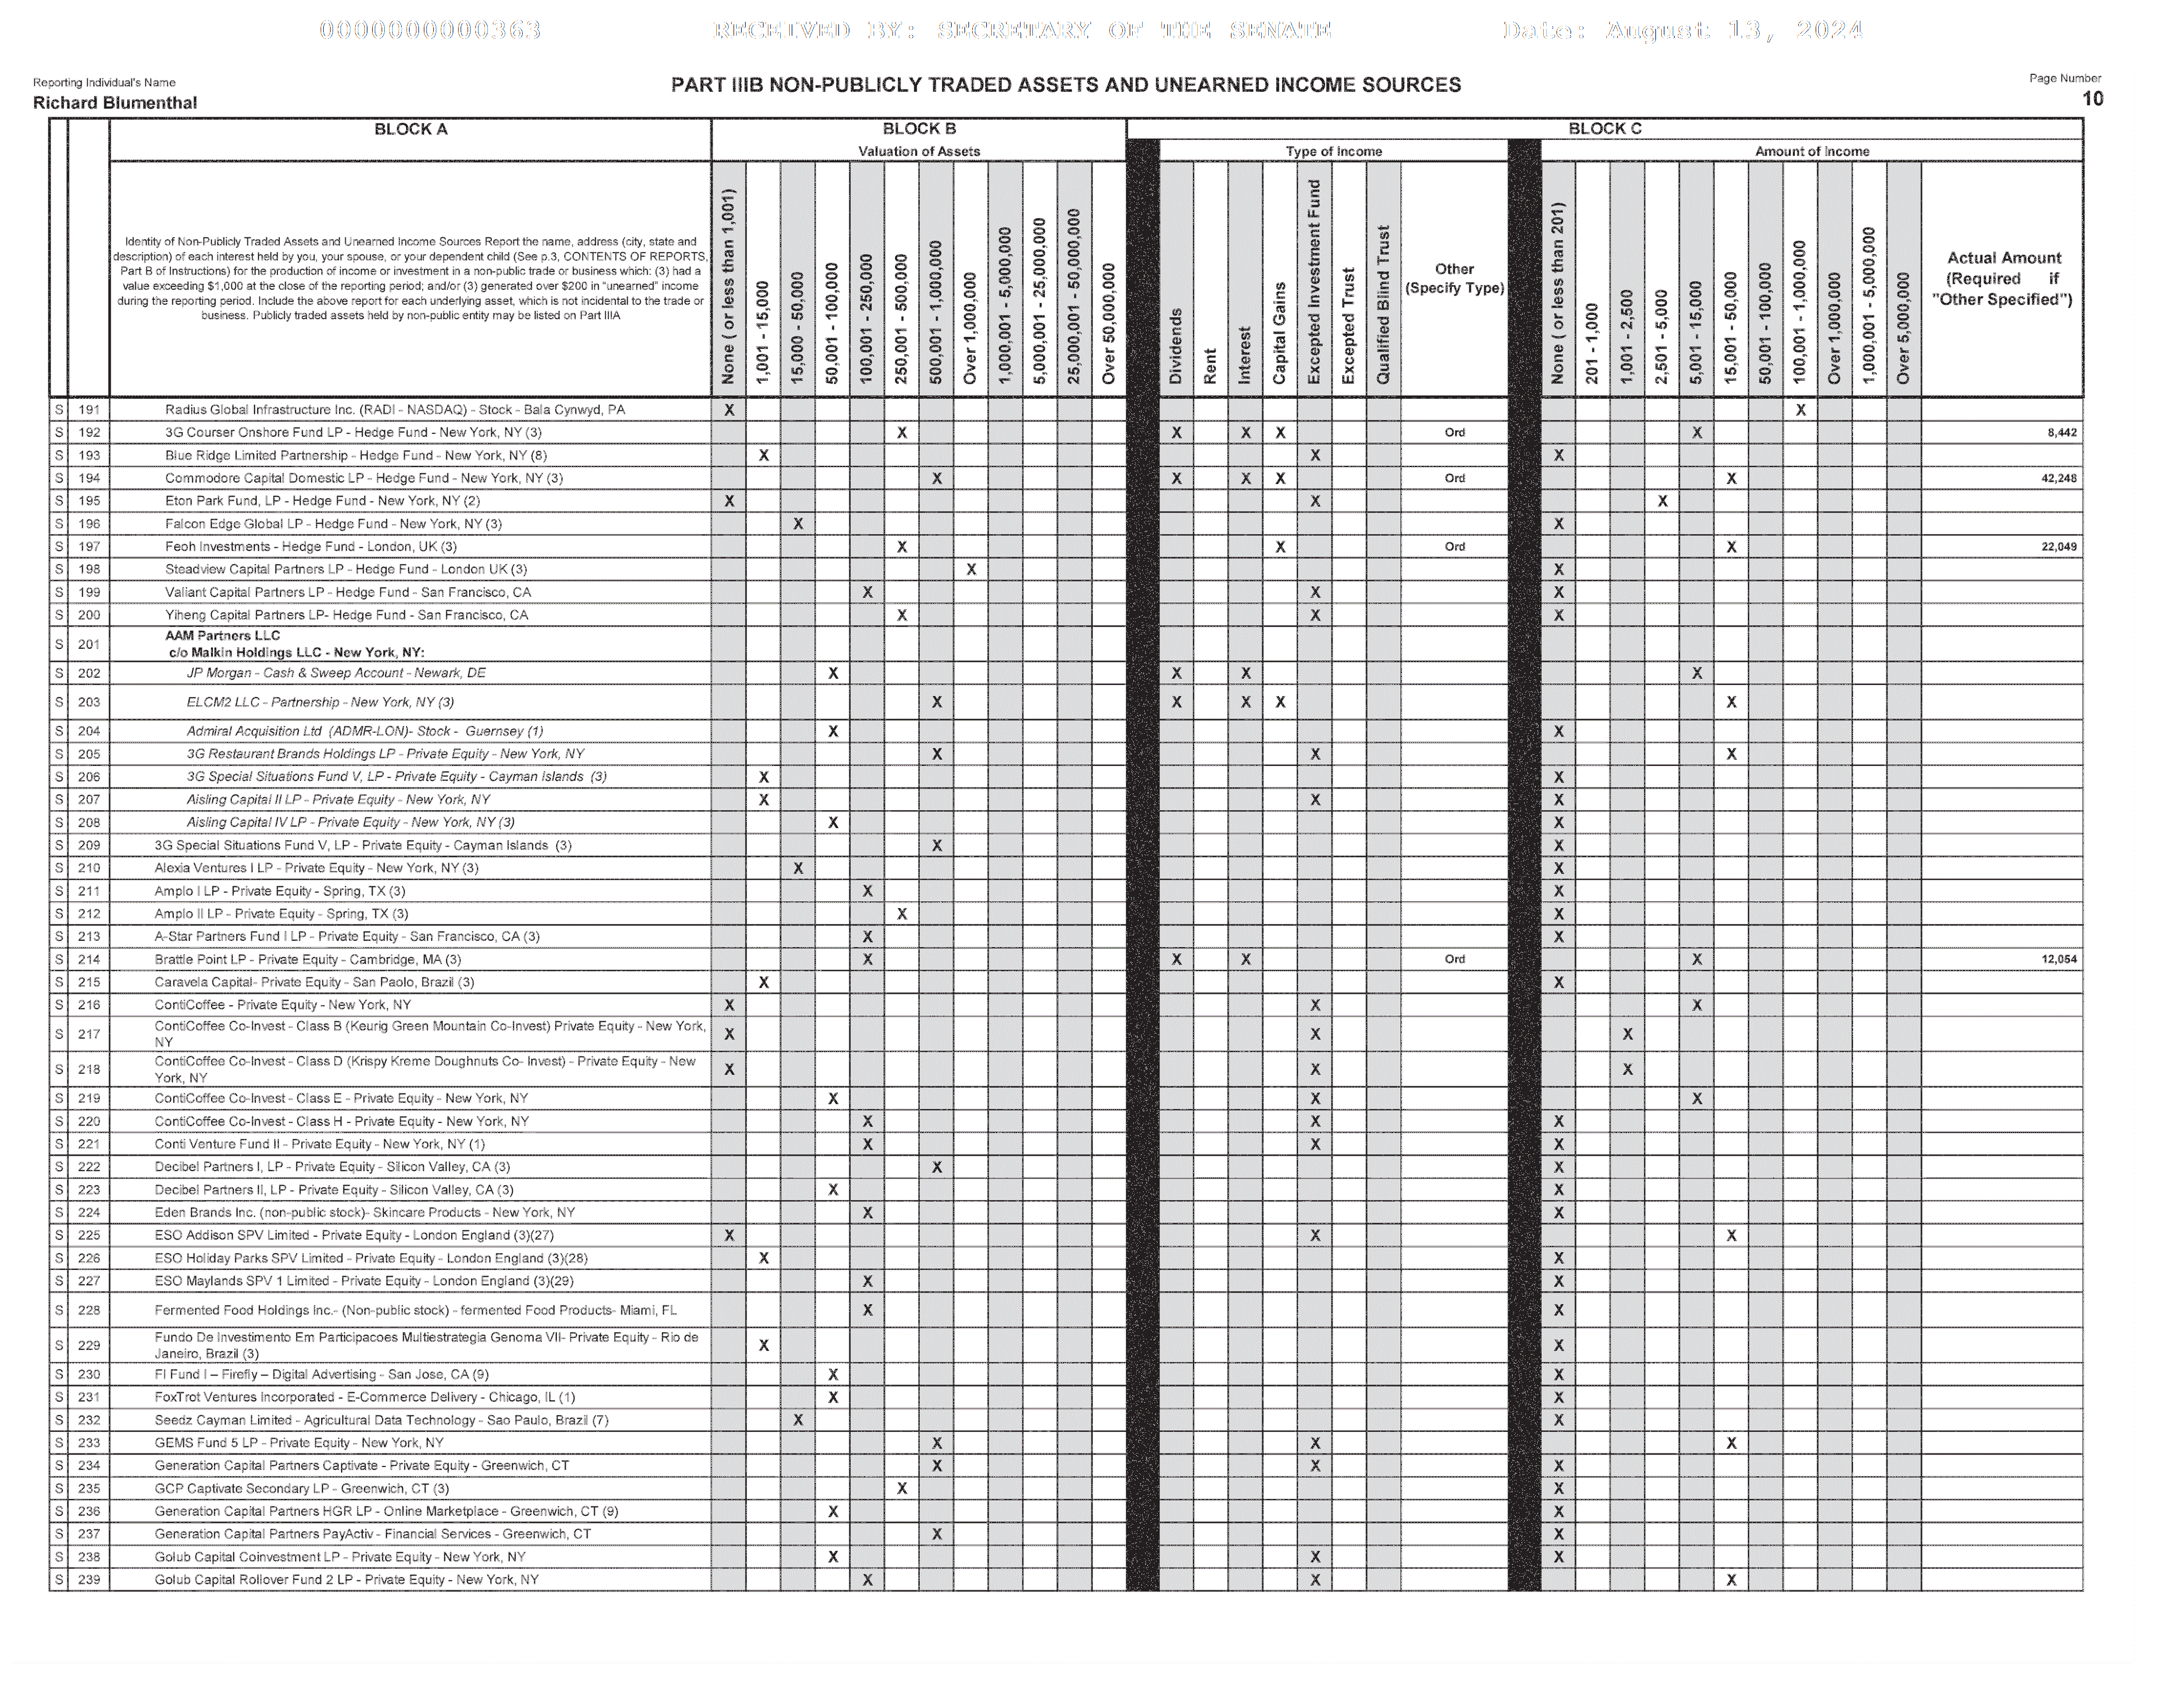 0000000000363 RECEIVED BY: SECRETARY OF THE SENATE Date: August 13, 2024
Reporting Individual's Name
Richard Blumenthal
PART IIIB NON-PUBLICLY TRADED ASSETS AND UNEARNED INCOME SOURCES
Page Number
10
BLOCK A BLOCK B BLOCK C
Valuation of Assets Type of Income Amount of Income
Identity of Non-Publicly Traded Assets and Unearned Income Sources Report the name, address (city, state and
description) of each interest held by you, your spouse, or your dependent child (See p.3, CONTENTS OF REPORTS,
Part B of Instructions) for the production of income or investment in a non-public trade or business which: (3) had a
value exceeding $1,000 at the close of the reporting period; and/or (3) generated over $200 in "unearned" income
during the reporting period. Include the above report for each underlying asset, which is not incidental to the trade or
business. Publicly traded assets held by non-public entity may be listed on Part IIIA
None ( or less than 1,001)
1,001 - 15,000
15,000 - 50,000
50,001 - 100,000
100,001 - 250,000
250,001 - 500,000
500,001 - 1,000,000
Over 1,000,000
1,000,001 - 5,000,000
5,000,001 - 25,000,000
25,000,001 - 50,000,000
Over 50,000,000
Dividends
Rent
Interest
Capital Gains
Excepted Investment Fund
Excepted Trust
Qualified Blind Trust
Other
(Specify Type)
None ( or less than 201)
201 - 1,000
1,001 - 2,500
2,501 - 5,000
5,001 - 15,000
15,001 - 50,000
50,001 - 100,000
100,001 - 1,000,000
Over 1,000,000
1,000,001 - 5,000,000
Over 5,000,000
Actual Amount
(Required if
"Other Specified")
S 191 Radius Global Infrastructure Inc. (RADI - NASDAQ) - Stock - Bala Cynwyd, PA X X
S 192 3G Courser Onshore Fund LP - Hedge Fund - New York, NY (3) X X X X Ord X 8,442
S 193 Blue Ridge Limited Partnership - Hedge Fund - New York, NY (8) X X X
S 194 Commodore Capital Domestic LP - Hedge Fund - New York, NY (3) X X X X Ord X 42,248
S 195 Eton Park Fund, LP - Hedge Fund - New York, NY (2) X X X
S 196 Falcon Edge Global LP - Hedge Fund - New York, NY (3) X X
S 197 Feoh Investments - Hedge Fund - London, UK (3) X X Ord X 22,049
S 198 Steadview Capital Partners LP - Hedge Fund - London UK (3) X X
S 199 Valiant Capital Partners LP - Hedge Fund - San Francisco, CA X X X
S 200 Yiheng Capital Partners LP- Hedge Fund - San Francisco, CA X X X
S 201 AAM Partners LLC
c/o Malkin Holdings LLC - New York, NY:
S 202 JP Morgan - Cash & Sweep Account - Newark, DE X X X X
S 203 ELCM2 LLC - Partnership - New York, NY (3) X X X X X
S 204 Admiral Acquisition Ltd (ADMR-LON)- Stock - Guernsey (1) X X
S 205 3G Restaurant Brands Holdings LP - Private Equity - New York, NY X X X
S 206 3G Special Situations Fund V, LP - Private Equity - Cayman Islands (3) X X
S 207 Aisling Capital II LP - Private Equity - New York, NY X X X
S 208 Aisling Capital IV LP - Private Equity - New York, NY (3) X X
S 209 3G Special Situations Fund V, LP - Private Equity - Cayman Islands (3) X X
S 210 Alexia Ventures I LP - Private Equity - New York, NY (3) X X
S 211 Amplo I LP - Private Equity - Spring, TX (3) X X
S 212 Amplo II LP - Private Equity - Spring, TX (3) X X
S 213 A-Star Partners Fund I LP - Private Equity - San Francisco, CA (3) X X
S 214 Brattle Point LP - Private Equity - Cambridge, MA (3) X X X Ord X 12,054
S 215 Caravela Capital- Private Equity - San Paolo, Brazil (3) X X
S 216 ContiCoffee - Private Equity - New York, NY X X X
S 217 ContiCoffee Co-Invest - Class B (Keurig Green Mountain Co-Invest) Private Equity - New York,
NY X X X
S 218 ContiCoffee Co-Invest - Class D (Krispy Kreme Doughnuts Co- Invest) - Private Equity - New
York, NY X X X
S 219 ContiCoffee Co-Invest - Class E - Private Equity - New York, NY X X X
S 220 ContiCoffee Co-Invest - Class H - Private Equity - New York, NY X X X
S 221 Conti Venture Fund II - Private Equity - New York, NY (1) X X X
S 222 Decibel Partners I, LP - Private Equity - Silicon Valley, CA (3) X X
S 223 Decibel Partners II, LP - Private Equity - Silicon Valley, CA (3) X X
S 224 Eden Brands Inc. (non-public stock)- Skincare Products - New York, NY X X
S 225 ESO Addison SPV Limited - Private Equity - London England (3)(27) X X X
S 226 ESO Holiday Parks SPV Limited - Private Equity - London England (3)(28) X X
S 227 ESO Maylands SPV 1 Limited - Private Equity - London England (3)(29) X X
S 228 Fermented Food Holdings Inc.- (Non-public stock) - fermented Food Products- Miami, FL X X
S 229 Fundo De Investimento Em Participacoes Multiestrategia Genoma VII- Private Equity - Rio de
Janeiro, Brazil (3) X X
S 230 FI Fund I – Firefly – Digital Advertising - San Jose, CA (9) X X
S 231 FoxTrot Ventures Incorporated - E-Commerce Delivery - Chicago, IL (1) X X
S 232 Seedz Cayman Limited - Agricultural Data Technology - Sao Paulo, Brazil (7) X X
S 233 GEMS Fund 5 LP - Private Equity - New York, NY X X X
S 234 Generation Capital Partners Captivate - Private Equity - Greenwich, CT X X X
S 235 GCP Captivate Secondary LP - Greenwich, CT (3) X X
S 236 Generation Capital Partners HGR LP - Online Marketplace - Greenwich, CT (9) X X
S 237 Generation Capital Partners PayActiv - Financial Services - Greenwich, CT X X
S 238 Golub Capital Coinvestment LP - Private Equity - New York, NY X X X
S 239 Golub Capital Rollover Fund 2 LP - Private Equity - New York, NY X X X